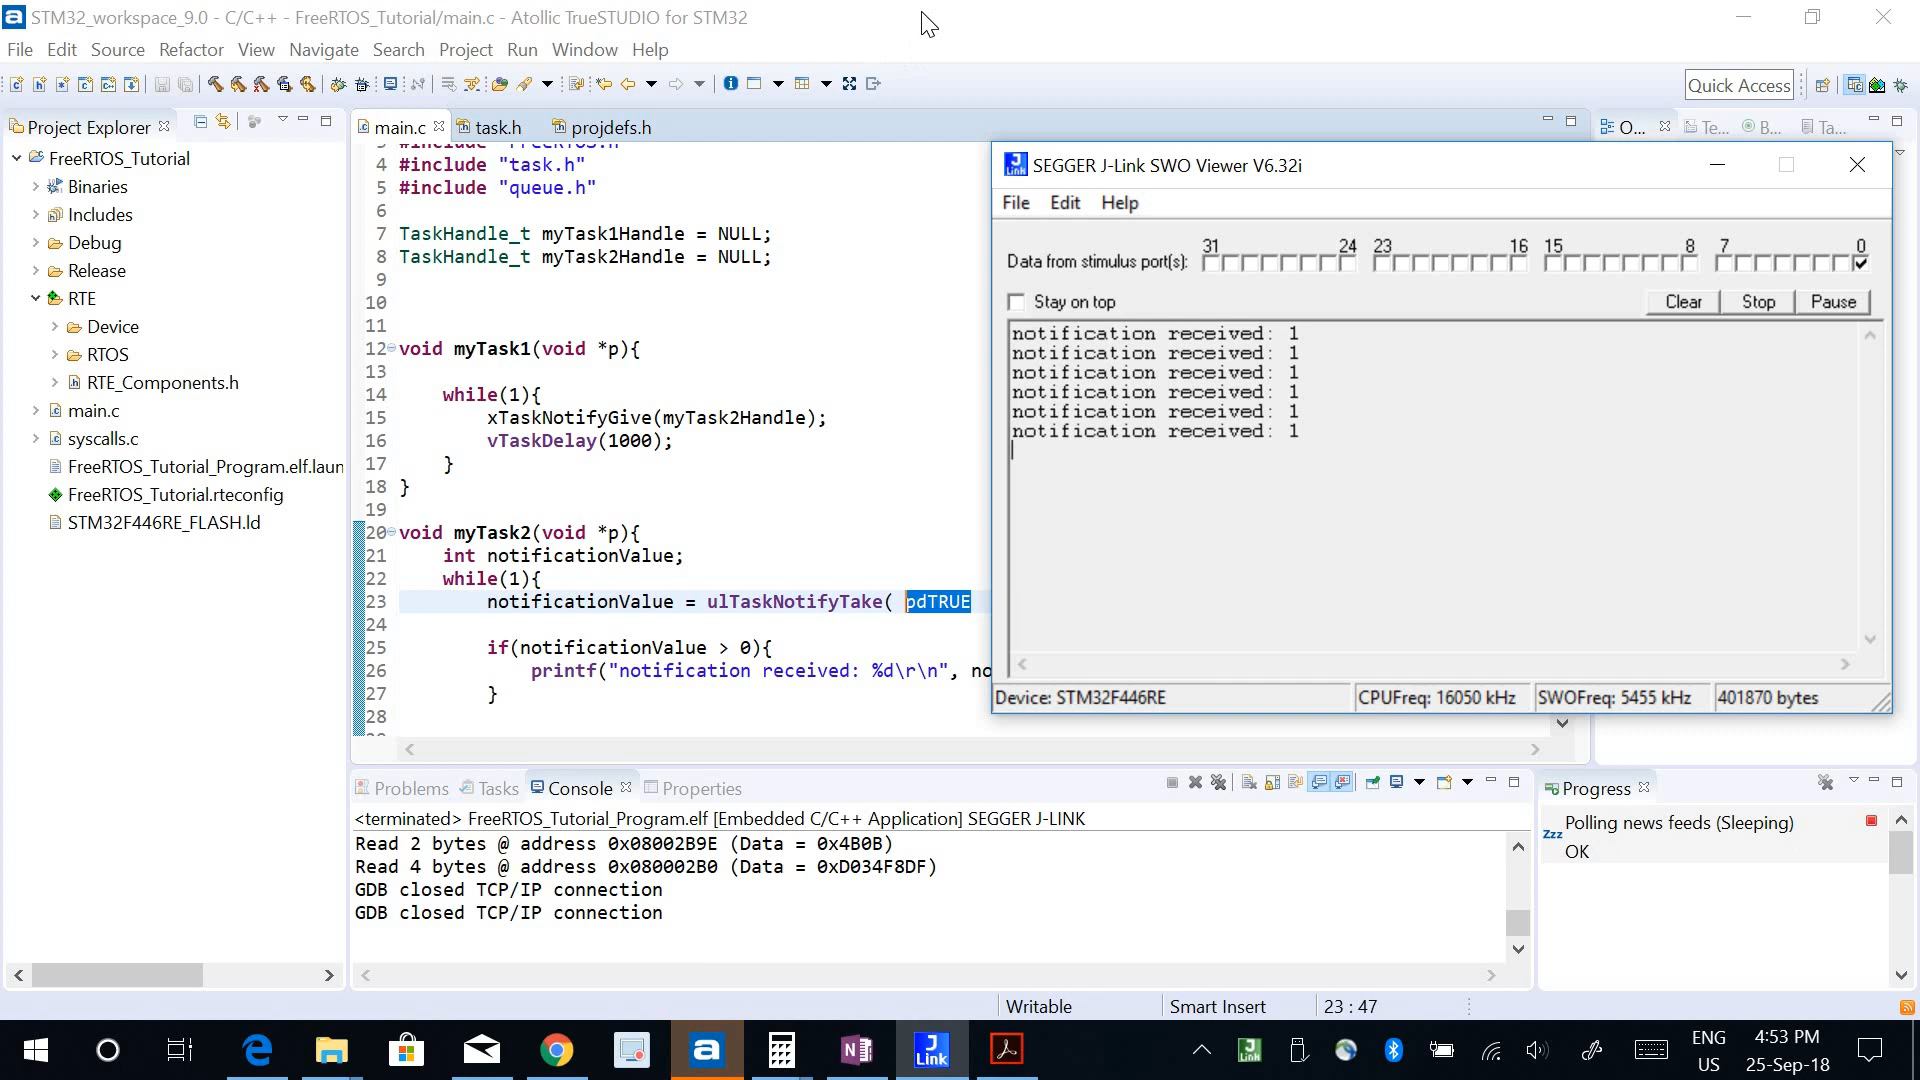 STM32_workspace_9.0 - C/C++ - FreeRTOS_Tutorial/main.c - Atollic TrueSTUDIO for STM32
File Edit Source Refactor View Navigate Search Project Run Window Help
Quick Access
Project Explorer
main.c task.h projdefs.h
O... Te... B... Ta...
FreeRTOS_Tutorial
Binaries
Includes
Debug
Release
RTE
Device
RTOS
RTE_Components.h
main.c
syscalls.c
FreeRTOS_Tutorial_Program.elf.laun
FreeRTOS_Tutorial.rteconfig
STM32F446RE_FLASH.ld
4 #include "task.h"
5 #include "queue.h"
6
7 TaskHandle_t myTask1Handle = NULL;
8 TaskHandle_t myTask2Handle = NULL;
9
10
11
12 void myTask1(void *p){
13
14 while(1){
15 xTaskNotifyGive(myTask2Handle);
16 vTaskDelay(1000);
17 }
18 }
19
20 void myTask2(void *p){
21 int notificationValue;
22 while(1){
23 notificationValue = ulTaskNotifyTake( pdTRUE
24
25 if(notificationValue > 0){
26 printf("notification received: %d\r\n", no
27 }
28
SEGGER J-Link SWO Viewer V6.32i
File Edit Help
Data from stimulus port(s): 31 24 23 16 15 8 7 0
Stay on top Clear Stop Pause
notification received: 1
notification received: 1
notification received: 1
notification received: 1
notification received: 1
notification received: 1
Device: STM32F446RE CPUFreq: 16050 kHz SWOFreq: 5455 kHz 401870 bytes
Problems Tasks Console Properties
<terminated> FreeRTOS_Tutorial_Program.elf [Embedded C/C++ Application] SEGGER J-LINK
Read 2 bytes @ address 0x08002B9E (Data = 0x4B0B)
Read 4 bytes @ address 0x080002B0 (Data = 0xD034F8DF)
GDB closed TCP/IP connection
GDB closed TCP/IP connection
Progress
Polling news feeds (Sleeping)
OK
Writable Smart Insert 23 : 47
ENG
US
4:53 PM
25-Sep-18